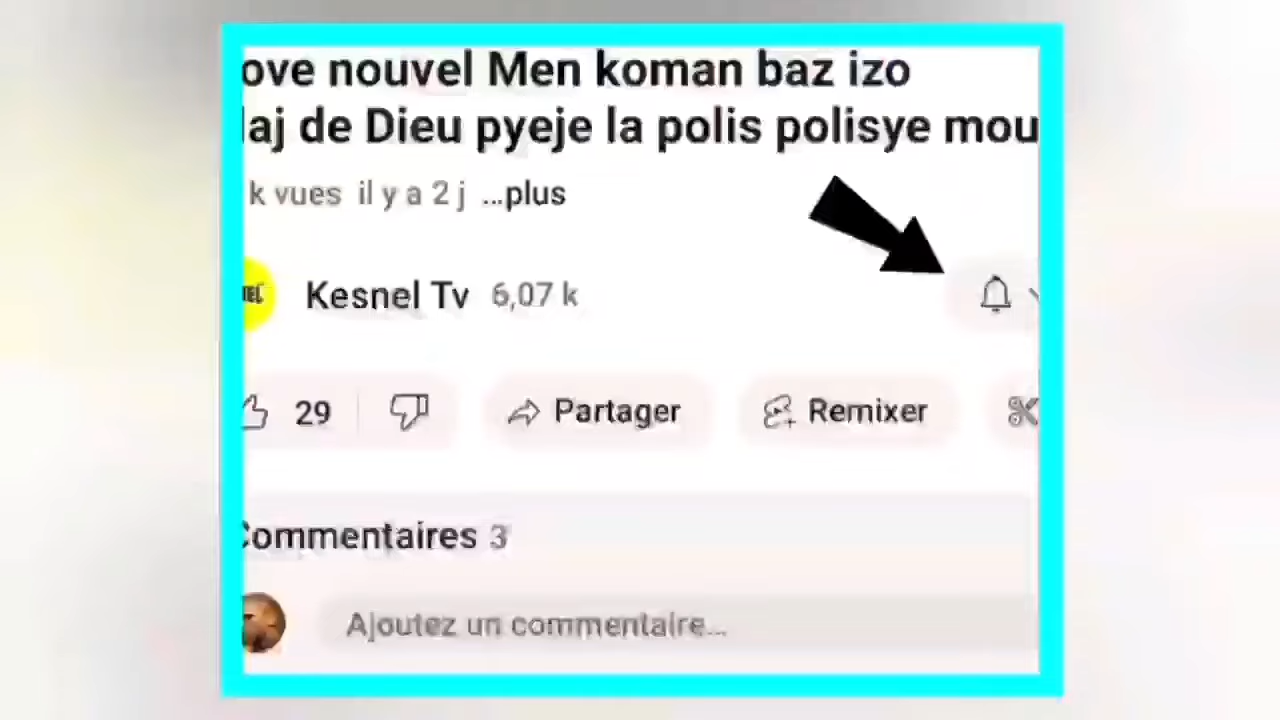 ove nouvel Men koman baz izo
laj de Dieu pyeje la polis polisye mou
k vues il y a 2 j ...plus
Kesnel Tv 6,07 k
29 Partager Remixer
Commentaires 3
Ajoutez un commentaire...